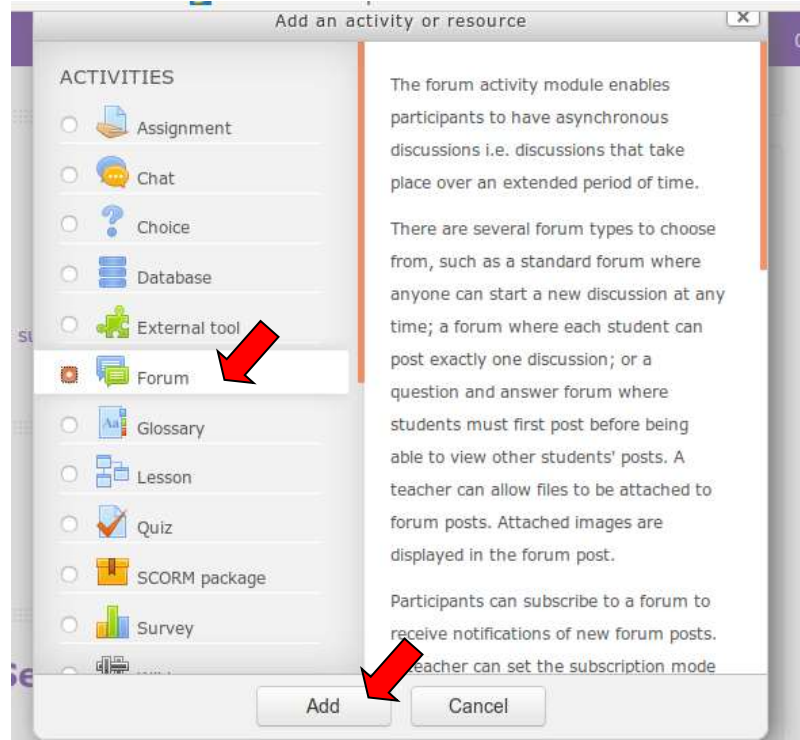 Add an activity or resource
ACTIVITIES
Assignment
Chat
Choice
Database
External tool
Forum
Glossary
Lesson
Quiz
SCORM package
Survey
The forum activity module enables
participants to have asynchronous
discussions i.e. discussions that take
place over an extended period of time.
There are several forum types to choose
from, such as a standard forum where
anyone can start a new discussion at any
time; a forum where each student can
post exactly one discussion; or a
question and answer forum where
students must first post before being
able to view other students' posts. A
teacher can allow files to be attached to
forum posts. Attached images are
displayed in the forum post.
Participants can subscribe to a forum to
receive notifications of new forum posts.
teacher can set the subscription mode
Add
Cancel